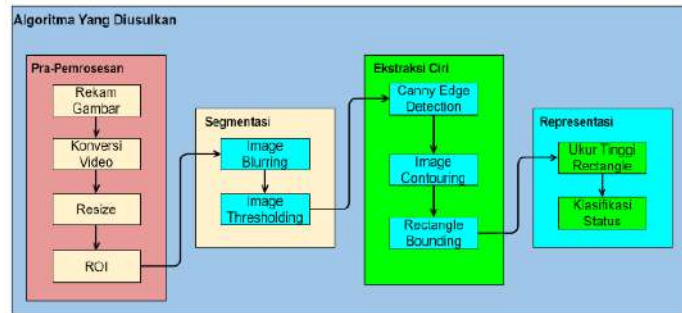 Algoritma Yang Diusulkan
Pra-Pemrosesan
Rekam
Gambar
Konversi
Video
Resize
ROI
Segmentasi
Image
Blurring
Image
Thresholding
Ekstraksi Ciri
Canny Edge
Detection
Image
Contouring
Rectangle
Bounding
Representasi
Ukur Tinggi
Rectangle
Klasifikasi
Status